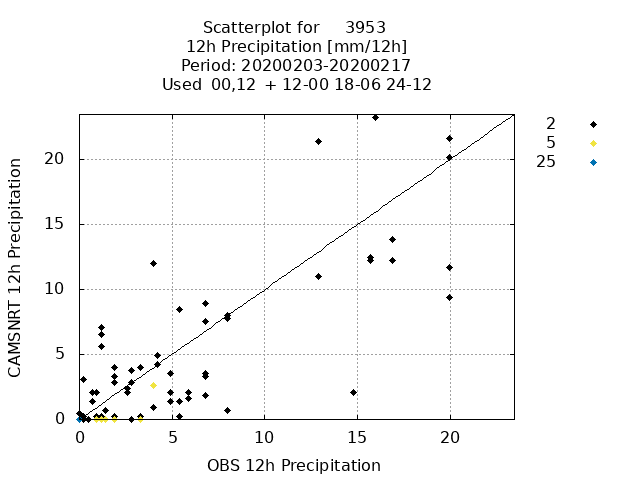 Scatterplot for 3953
12h Precipitation [mm/12h]
Period: 20200203-20200217
Used 00,12 + 12-00 18-06 24-12
2
5
25
CAMSNRT 12h Precipitation
20
15
10
5
0
0 5 10 15 20
OBS 12h Precipitation